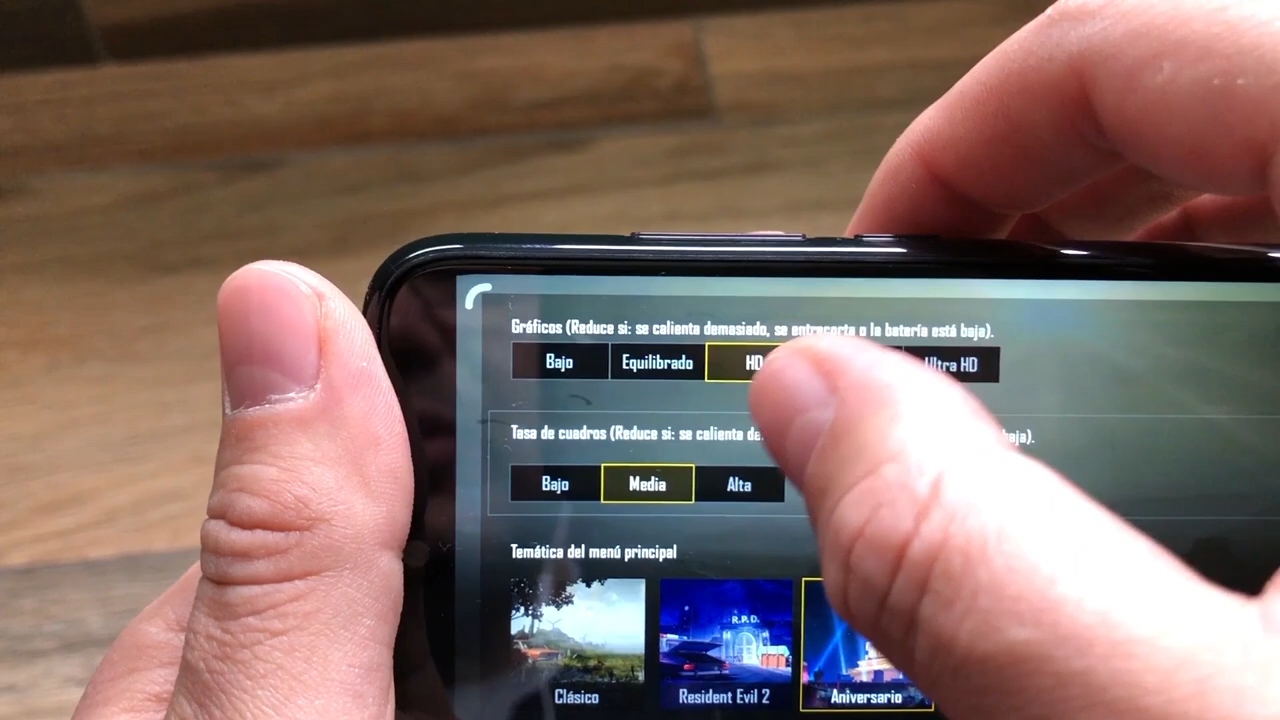 Gráficos (Reduce si: se calienta demasiado, se entrecorta o la batería está baja).
Bajo Equilibrado HD Ultra HD
Tasa de cuadros (Reduce si: se calienta baja).
Bajo Media Alta
Temática del menú principal
R.P.D.
Clásico Resident Evil 2 Aniversario